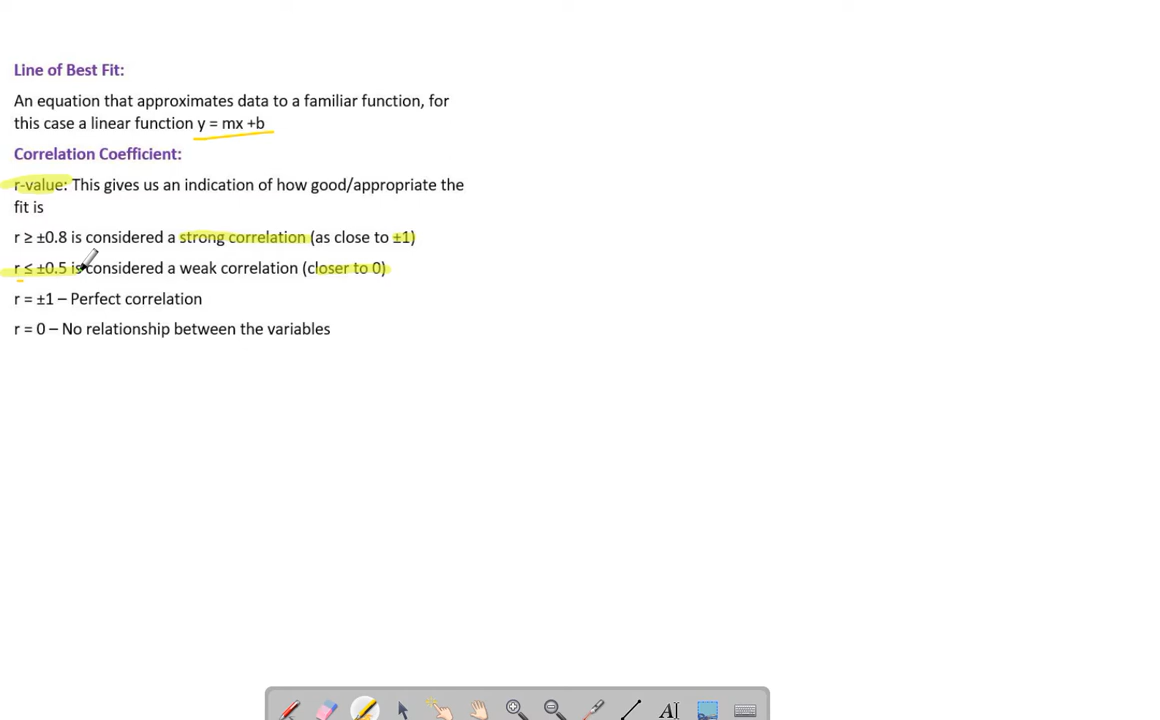 Line of Best Fit:
An equation that approximates data to a familiar function, for
this case a linear function y = mx +b
Correlation Coefficient:
r-value: This gives us an indication of how good/appropriate the
fit is
r ≥ ±0.8 is considered a strong correlation (as close to ±1)
r ≤ ±0.5 is considered a weak correlation (closer to 0)
r = ±1 – Perfect correlation
r = 0 – No relationship between the variables